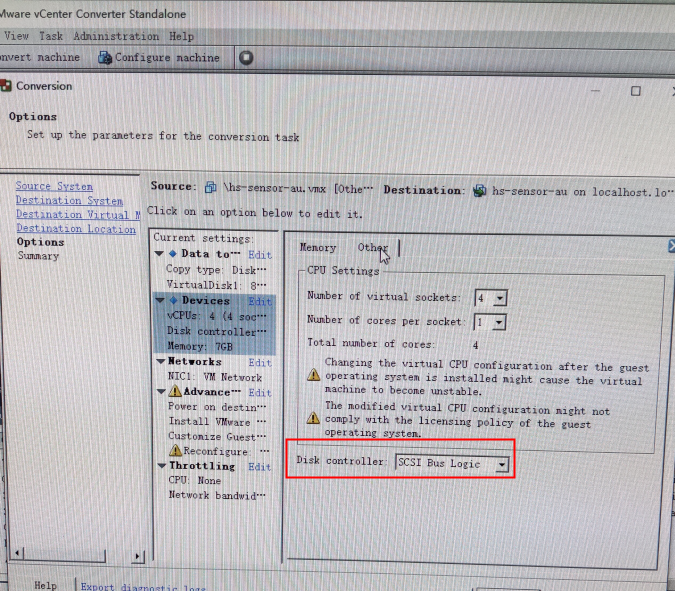 Mware vCenter Converter Standalone
View Task Administration Help
onvert machine Configure machine
Conversion
Options
Set up the parameters for the conversion task
Source System
Destination System
Destination Virtual M
Destination Location
Options
Summary
Source: \hs-sensor-au.vmx [Othe… Destination: hs-sensor-au on localhost.lo…
Click on an option below to edit it.
Current settings:
Data to… Edit
Copy type: Disk…
VirtualDisk1: 8…
Devices Edit
vCPUs: 4 (4 soc…
Disk controller…
Memory: 7GB
Networks Edit
NIC1: VM Network
Advance… Edit
Power on destin…
Install VMware …
Customize Guest…
Reconfigure …
Throttling Edit
CPU: None
Network bandwid…
Memory Other
CPU Settings
Number of virtual sockets: 4
Number of cores per socket: 1
Total number of cores: 4
Changing the virtual CPU configuration after the guest
operating system is installed might cause the virtual
machine to become unstable.
The modified virtual CPU configuration might not
comply with the licensing policy of the guest
operating system.
Disk controller: SCSI Bus Logic
Help Export diagnostic logs